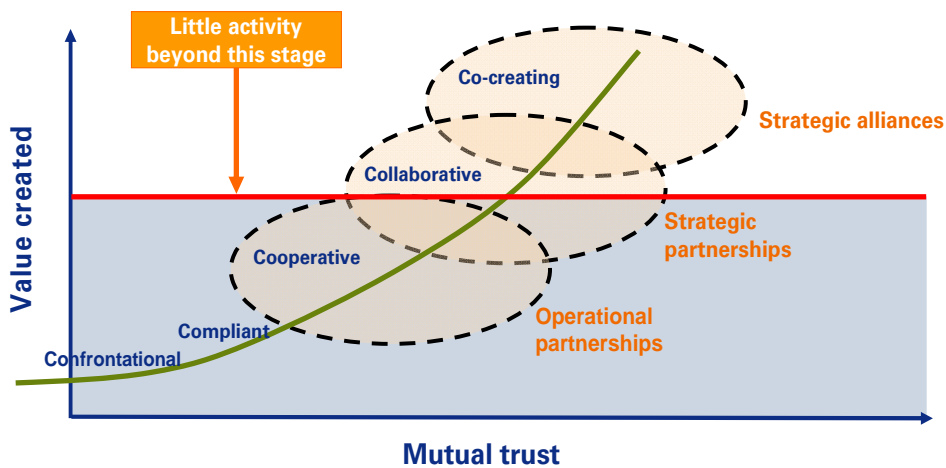 Little activity
beyond this stage
Co-creating
Strategic alliances
Collaborative
Strategic
partnerships
Cooperative
Operational
partnerships
Compliant
Confrontational
Value created
Mutual trust